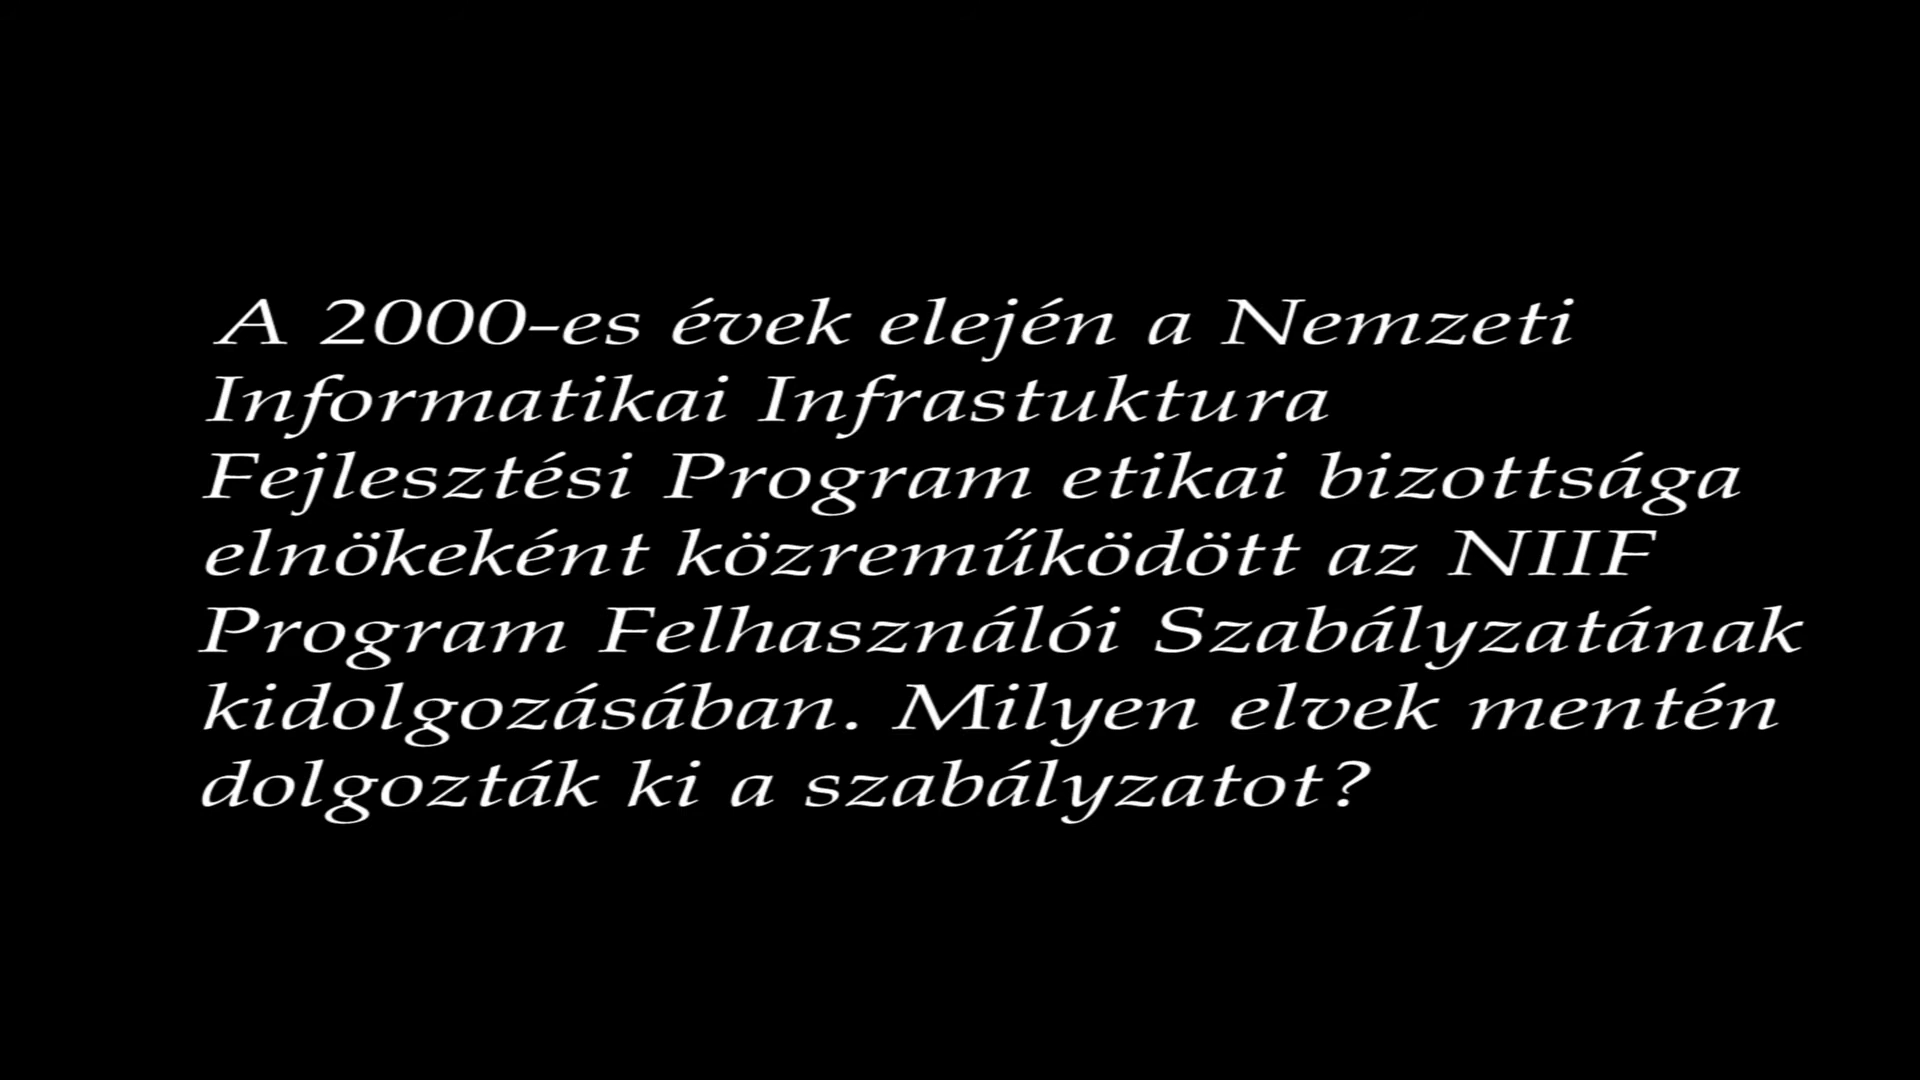 A 2000-es évek elején a Nemzeti
Informatikai Infrastuktura
Fejlesztési Program etikai bizottsága
elnökeként közreműködött az NIIF
Program Felhasználói Szabályzatának
kidolgozásában. Milyen elvek mentén
dolgozták ki a szabályzatot?